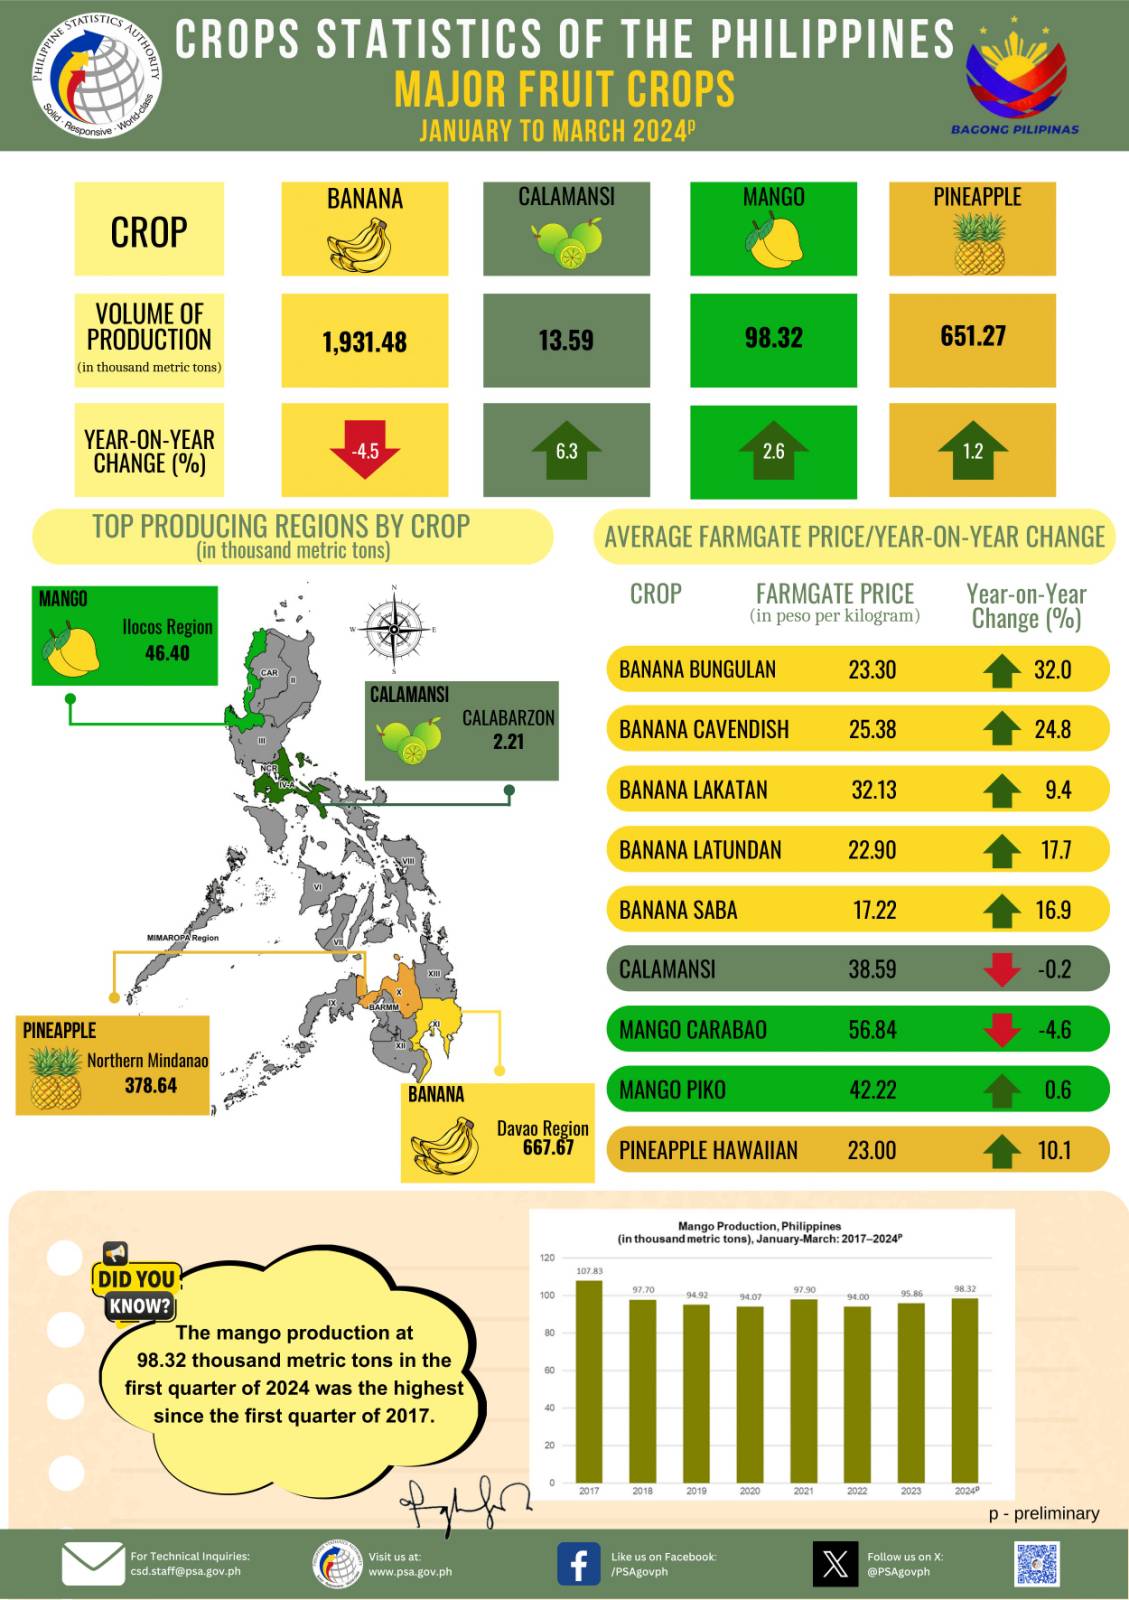 PHILIPPINE STATISTICS AUTHORITY
Solid · Responsive · World-class
CROPS STATISTICS OF THE PHILIPPINES
MAJOR FRUIT CROPS
JANUARY TO MARCH 2024ᵖ
BAGONG PILIPINAS
CROP
BANANA
CALAMANSI
MANGO
PINEAPPLE
VOLUME OF
PRODUCTION
(in thousand metric tons)
1,931.48
13.59
98.32
651.27
YEAR-ON-YEAR
CHANGE (%)
-4.5
6.3
2.6
1.2
TOP PRODUCING REGIONS BY CROP
(in thousand metric tons)
MANGO
Ilocos Region
46.40
N
W
E
S
CALAMANSI
CALABARZON
2.21
CAR
I
II
III
NCR
IV-A
VIII
VI
VII
MIMAROPA Region
XIII
X
IX
BARMM
XI
XII
PINEAPPLE
Northern Mindanao
378.64
BANANA
Davao Region
667.67
AVERAGE FARMGATE PRICE/YEAR-ON-YEAR CHANGE
CROP
FARMGATE PRICE
(in peso per kilogram)
Year-on-Year
Change (%)
BANANA BUNGULAN 23.30 32.0
BANANA CAVENDISH 25.38 24.8
BANANA LAKATAN 32.13 9.4
BANANA LATUNDAN 22.90 17.7
BANANA SABA 17.22 16.9
CALAMANSI 38.59 -0.2
MANGO CARABAO 56.84 -4.6
MANGO PIKO 42.22 0.6
PINEAPPLE HAWAIIAN 23.00 10.1
DID YOU
KNOW?
The mango production at
98.32 thousand metric tons in the
first quarter of 2024 was the highest
since the first quarter of 2017.
Mango Production, Philippines
(in thousand metric tons), January-March: 2017–2024ᵖ
120
100
80
60
40
20
0
107.83
97.70
94.92
94.07
97.90
94.00
95.86
98.32
2017
2018
2019
2020
2021
2022
2023
2024ᵖ
p - preliminary
For Technical Inquiries:
csd.staff@psa.gov.ph
Visit us at:
www.psa.gov.ph
Like us on Facebook:
/PSAgovph
Follow us on X:
@PSAgovph